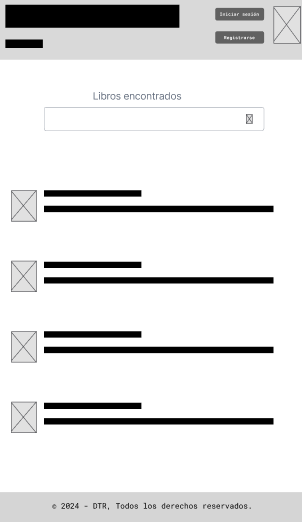 Iniciar sesión
Registrarse
Libros encontrados
© 2024 - DTR, Todos los derechos reservados.